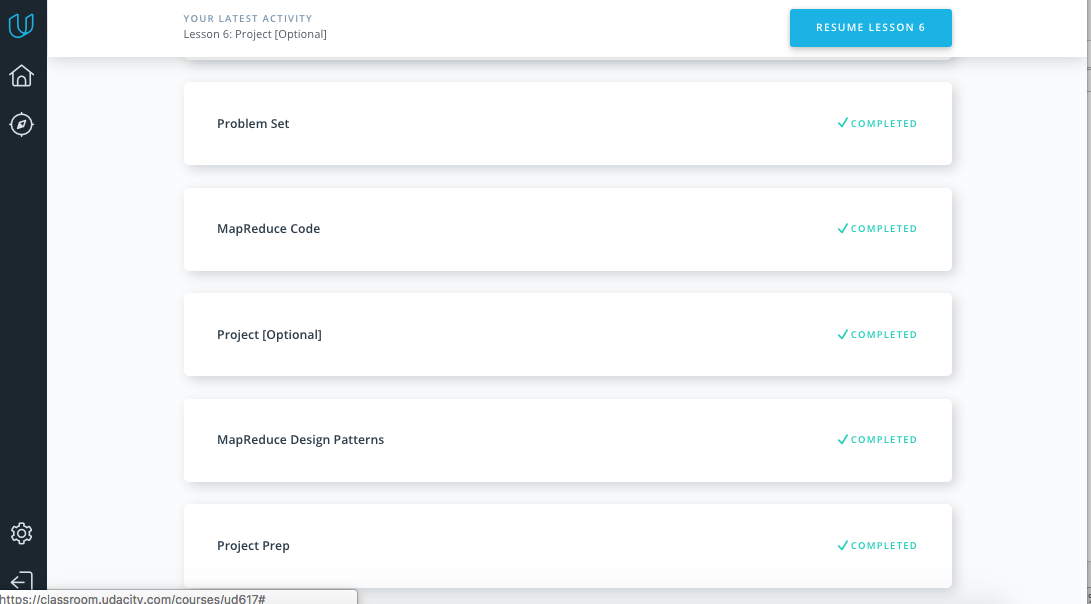 YOUR LATEST ACTIVITY
Lesson 6: Project [Optional]
RESUME LESSON 6
Problem Set
COMPLETED
MapReduce Code
COMPLETED
Project [Optional]
COMPLETED
MapReduce Design Patterns
COMPLETED
Project Prep
COMPLETED
https://classroom.udacity.com/courses/ud617#